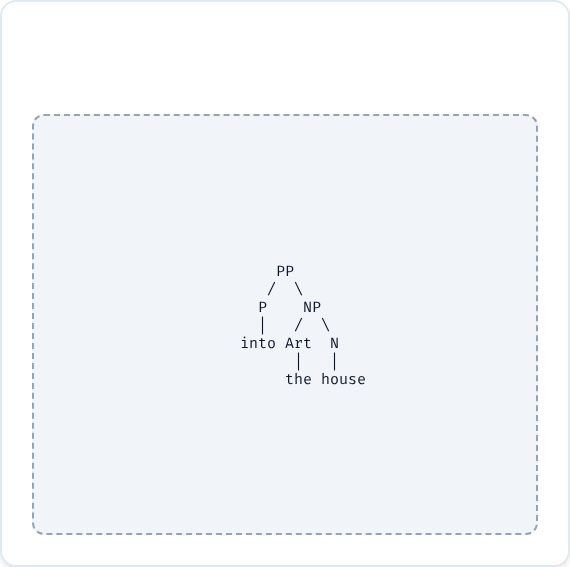 PP
P NP
into Art N
the house